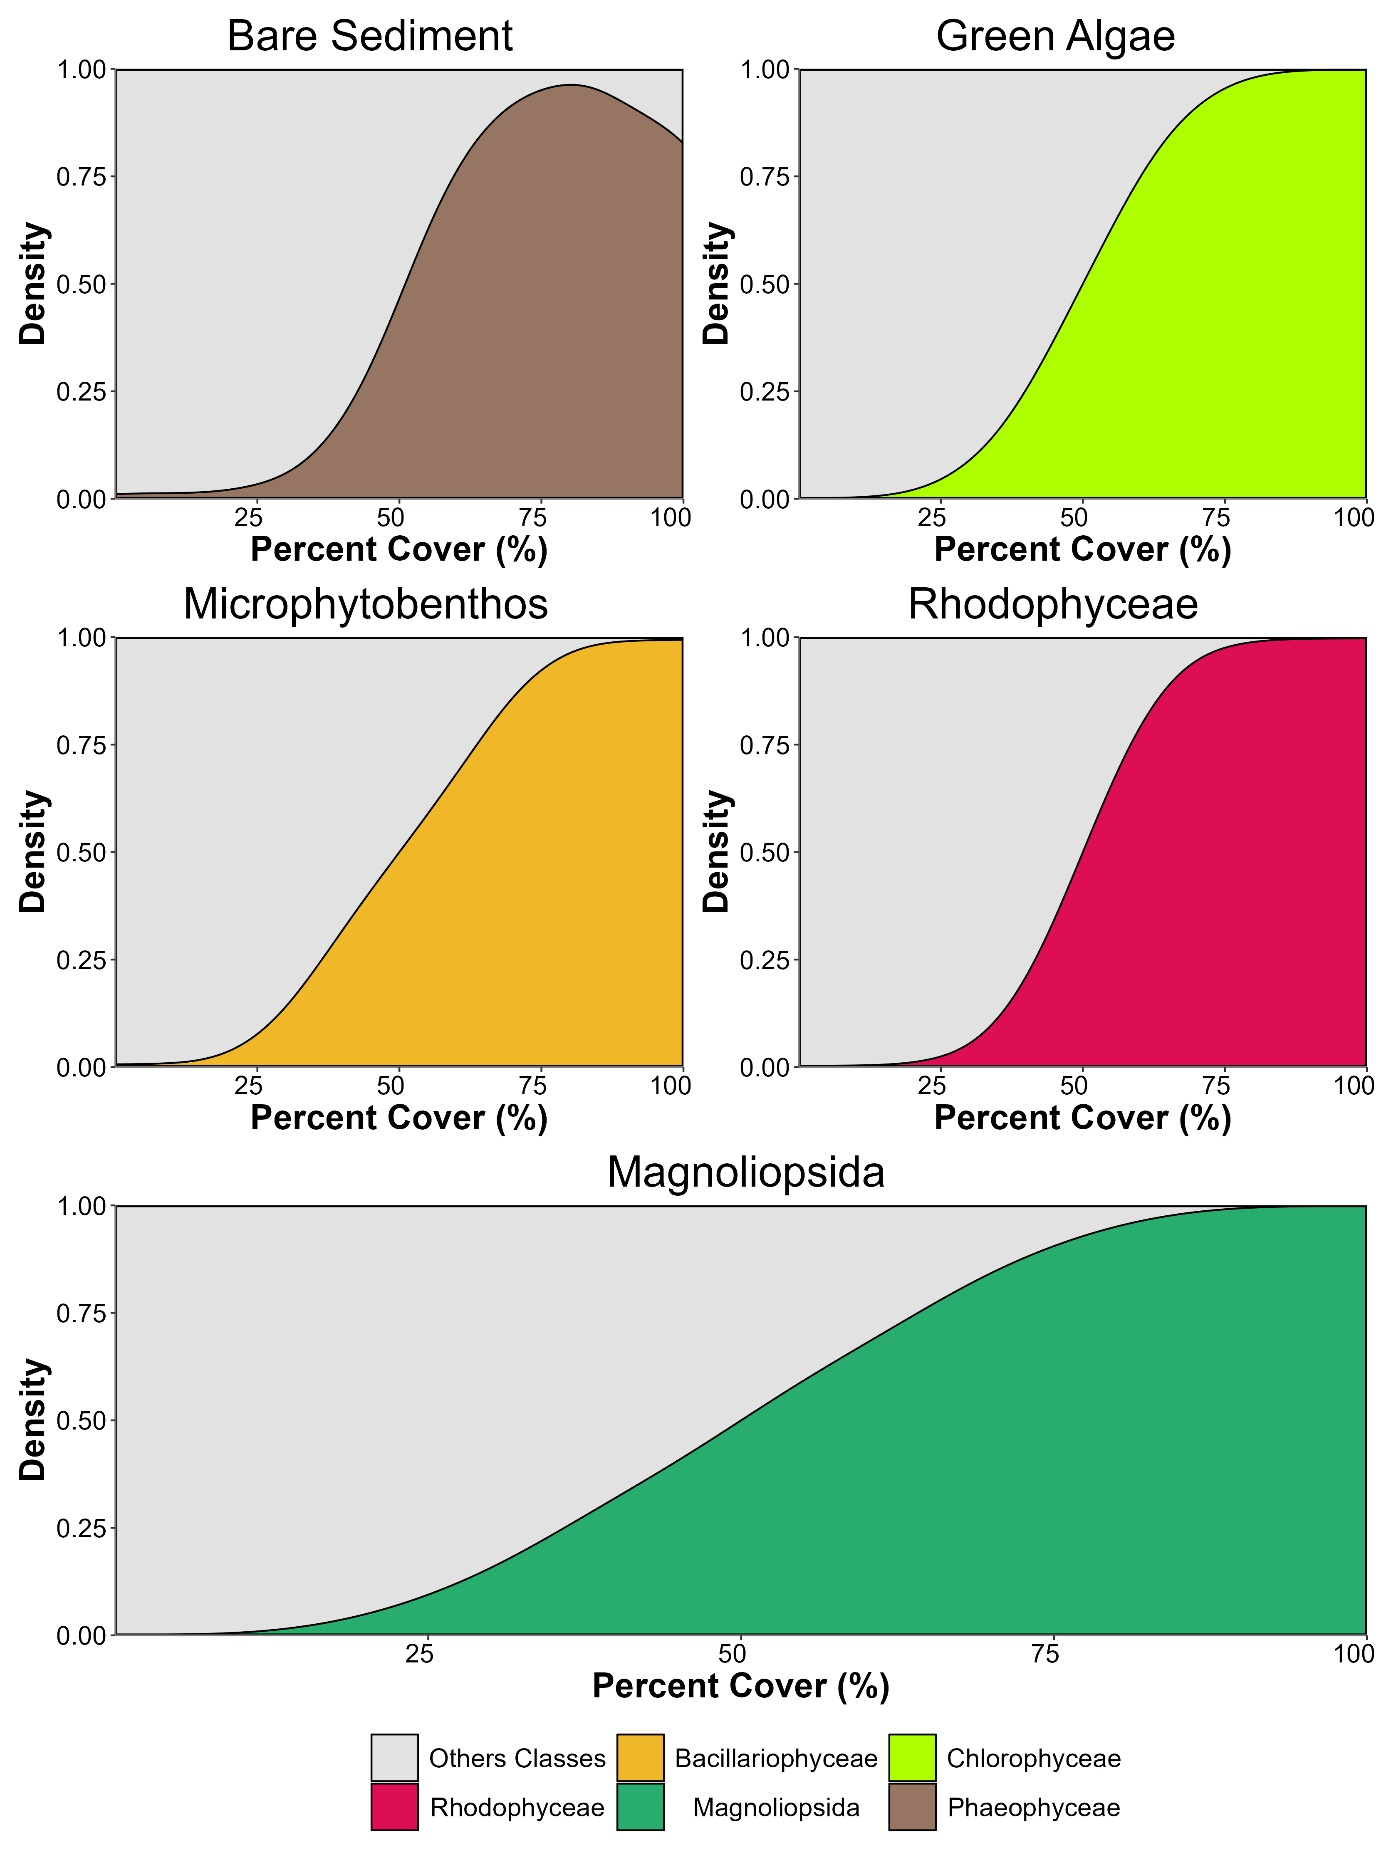 Bare Sediment
1.00
0.75
0.50
0.25
0.00
Density
25 50 75 100
Percent Cover (%)
Green Algae
1.00
0.75
0.50
0.25
0.00
Density
25 50 75 100
Percent Cover (%)
Microphytobenthos
1.00
0.75
0.50
0.25
0.00
Density
25 50 75 100
Percent Cover (%)
Rhodophyceae
1.00
0.75
0.50
0.25
0.00
Density
25 50 75 100
Percent Cover (%)
Magnoliopsida
1.00
0.75
0.50
0.25
0.00
Density
25 50 75 100
Percent Cover (%)
Others Classes Bacillariophyceae Chlorophyceae
Rhodophyceae Magnoliopsida Phaeophyceae